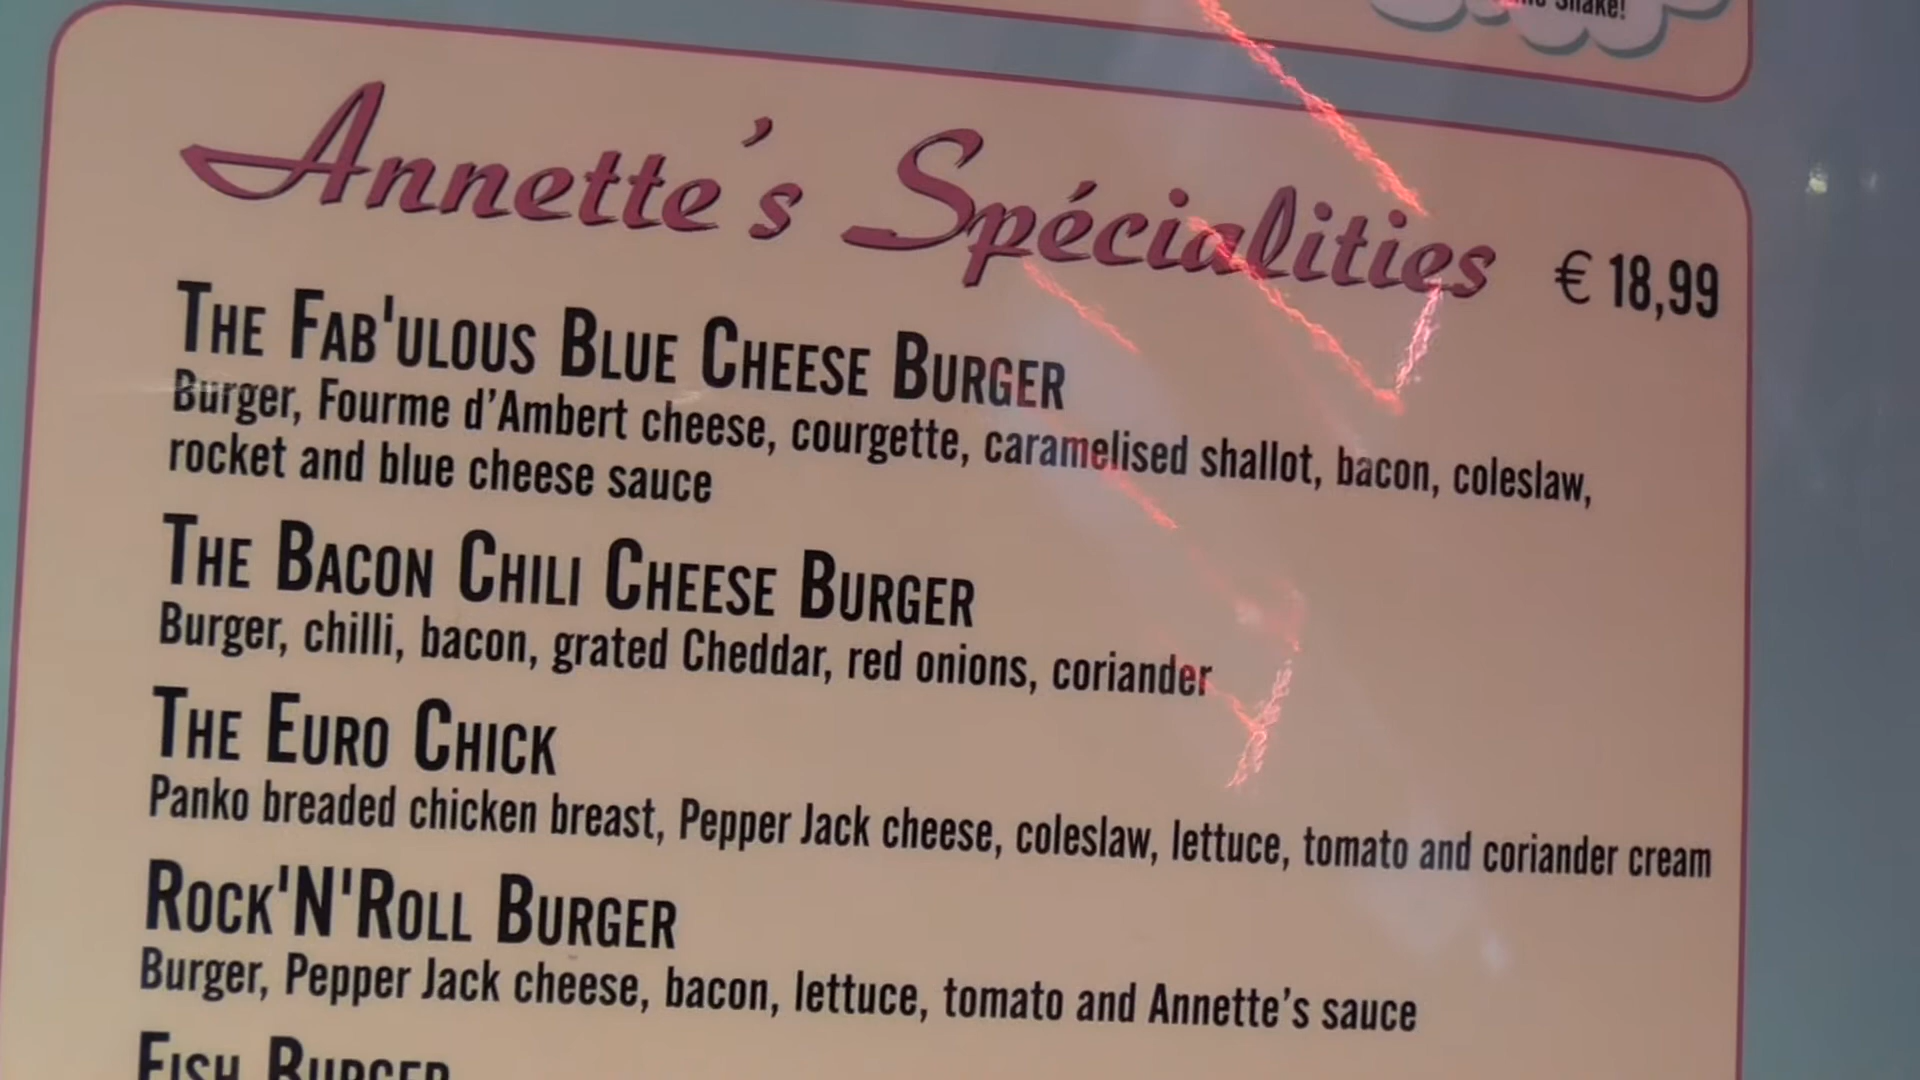 Shake!
Annette's Spécialities € 18,99
THE FAB'ULOUS BLUE CHEESE BURGER
Burger, Fourme d'Ambert cheese, courgette, caramelised shallot, bacon, coleslaw,
rocket and blue cheese sauce
THE BACON CHILI CHEESE BURGER
Burger, chilli, bacon, grated Cheddar, red onions, coriander
THE EURO CHICK
Panko breaded chicken breast, Pepper Jack cheese, coleslaw, lettuce, tomato and coriander cream
ROCK'N'ROLL BURGER
Burger, Pepper Jack cheese, bacon, lettuce, tomato and Annette's sauce
FISH BURGER